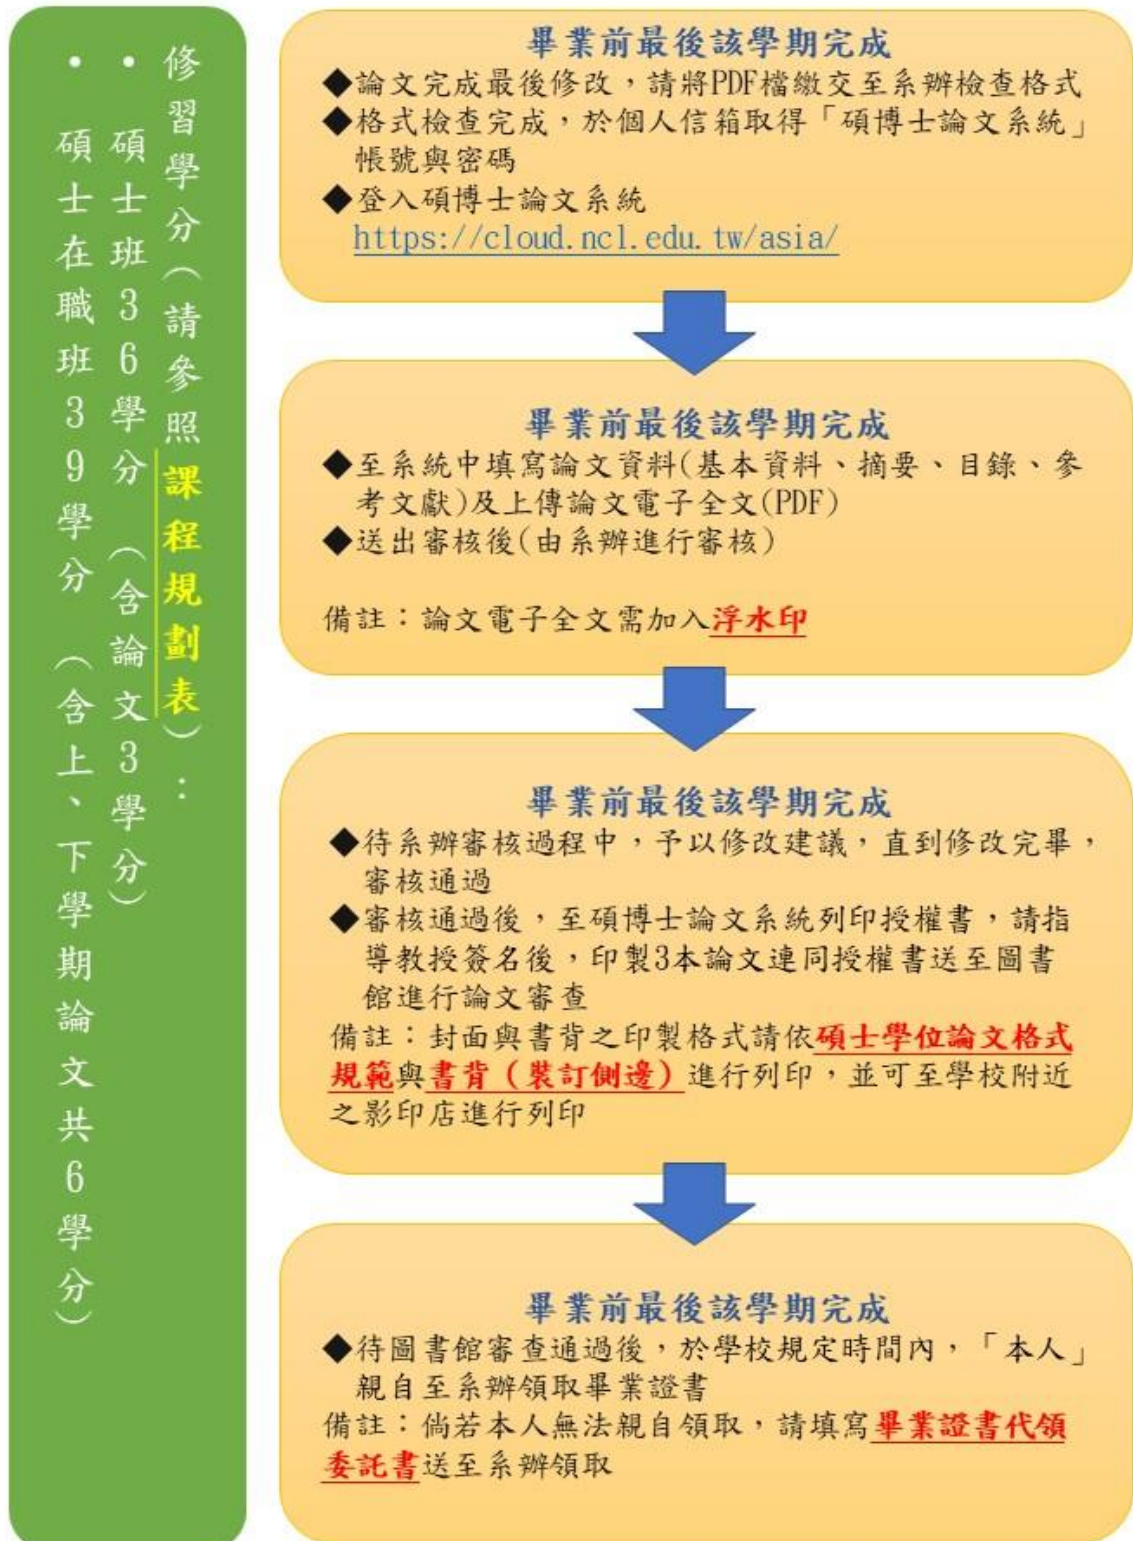 修習學分(請參照課程規劃表):
• 碩士班36學分 (含論文3學分)
• 碩士在職班39學分 (含上、下學期論文共6學分)
畢業前最後該學期完成
◆論文完成最後修改,請將PDF檔繳交至系辦檢查格式
◆格式檢查完成,於個人信箱取得「碩博士論文系統」
帳號與密碼
◆登入碩博士論文系統
https://cloud.ncl.edu.tw/asia/
畢業前最後該學期完成
◆至系統中填寫論文資料(基本資料、摘要、目錄、參
考文獻)及上傳論文電子全文(PDF)
◆送出審核後(由系辦進行審核)
備註:論文電子全文需加入浮水印
畢業前最後該學期完成
◆待系辦審核過程中,予以修改建議,直到修改完畢,
審核通過
◆審核通過後,至碩博士論文系統列印授權書,請指
導教授簽名後,印製3本論文連同授權書送至圖書
館進行論文審查
備註:封面與書背之印製格式請依碩士學位論文格式
規範與書背(裝訂側邊)進行列印,並可至學校附近
之影印店進行列印
畢業前最後該學期完成
◆待圖書館審查通過後,於學校規定時間內,「本人」
親自至系辦領取畢業證書
備註:倘若本人無法親自領取,請填寫畢業證書代領
委託書送至系辦領取